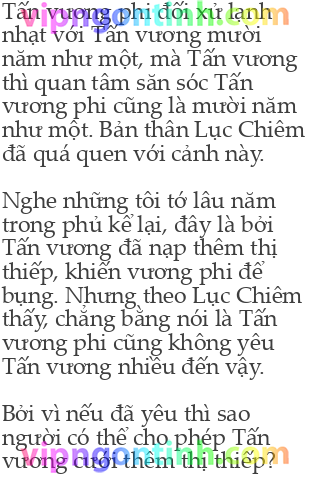 Tấn vương phi đối xử lạnh
nhạt với Tấn vương mười
năm như một, mà Tấn vương
thì quan tâm săn sóc Tấn
vương phi cũng là mười năm
như một. Bản thân Lục Chiêm
đã quá quen với cảnh này.
Nghe những tôi tớ lâu năm
trong phủ kể lại, đây là bởi
Tấn vương đã nạp thêm thị
thiếp, khiến vương phi để
bụng. Nhưng theo Lục Chiêm
thấy, chẳng bằng nói là Tấn
vương phi cũng không yêu
Tấn vương nhiều đến vậy.
Bởi vì nếu đã yêu thì sao
người có thể cho phép Tấn
vương cưới thêm thị thiếp?
vipngontinh.com
vipngontinh.com